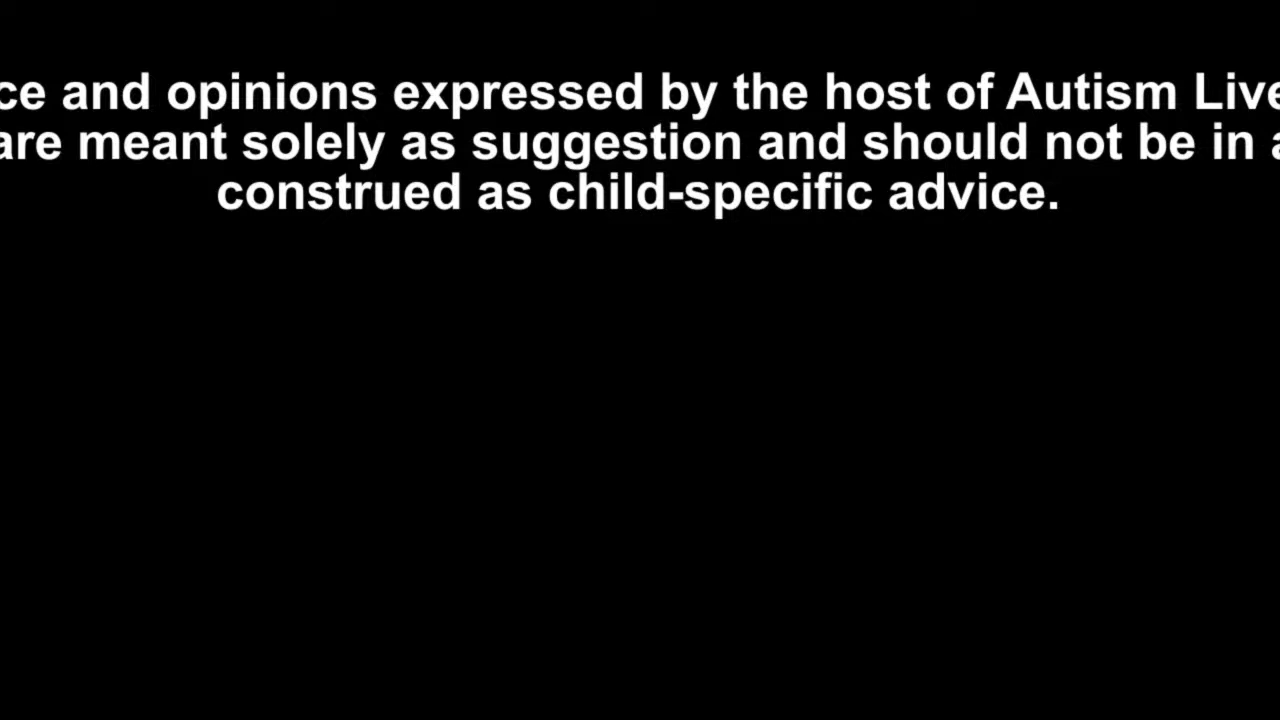 ce and opinions expressed by the host of Autism Live
are meant solely as suggestion and should not be in a
construed as child-specific advice.